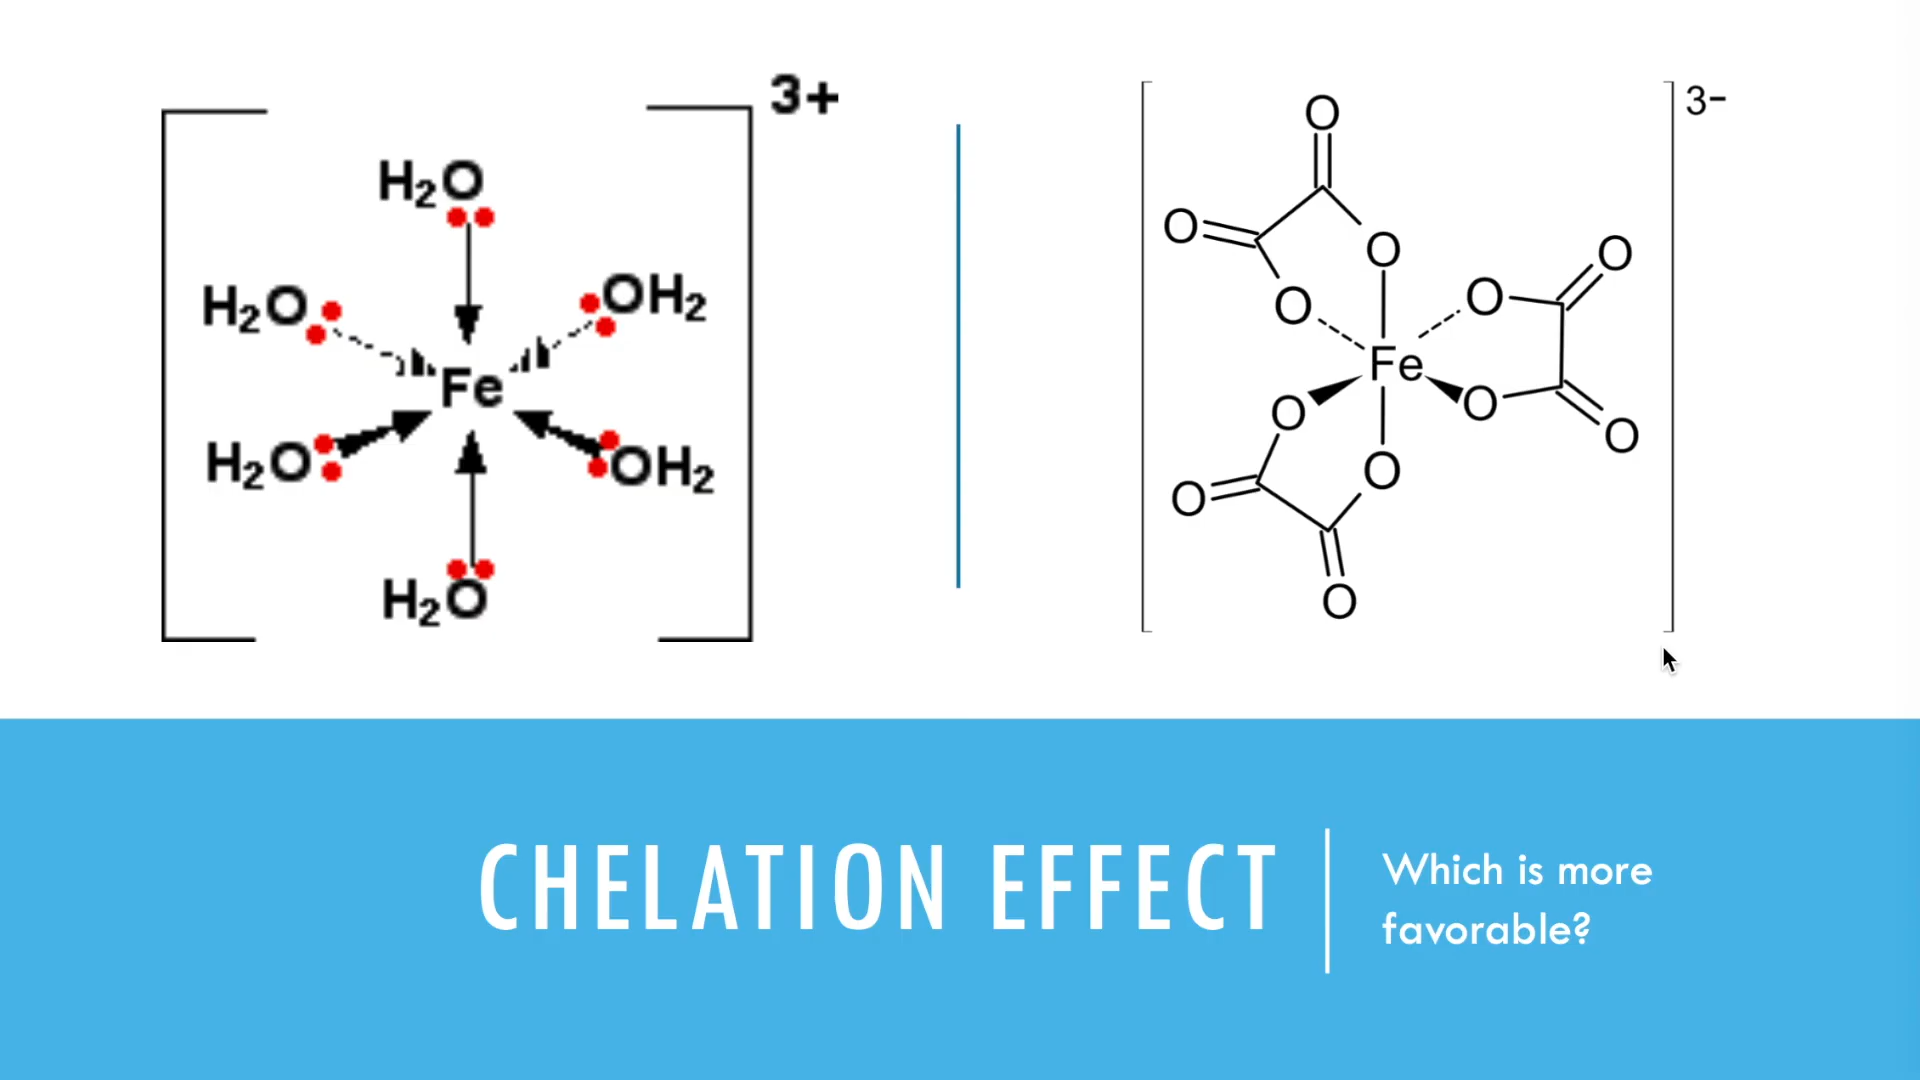 3+
H₂O
H₂O
OH₂
Fe
H₂O
OH₂
H₂O
3−
O
O
O
O
O
O
Fe
O
O
O
O
O
O
CHELATION EFFECT
Which is more
favorable?